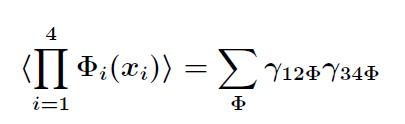 ⟨∏_{i=1}^{4} Φ_i(x_i)⟩ = ∑_Φ γ_{12Φ}γ_{34Φ}